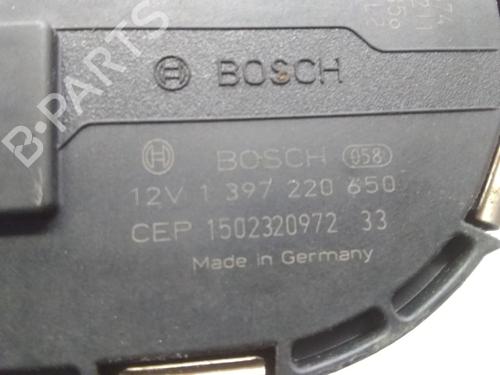 BOSCH
BOSCH 058
12V 1 397 220 650
CEP 1502320972 33
Made in Germany
B-PARTS